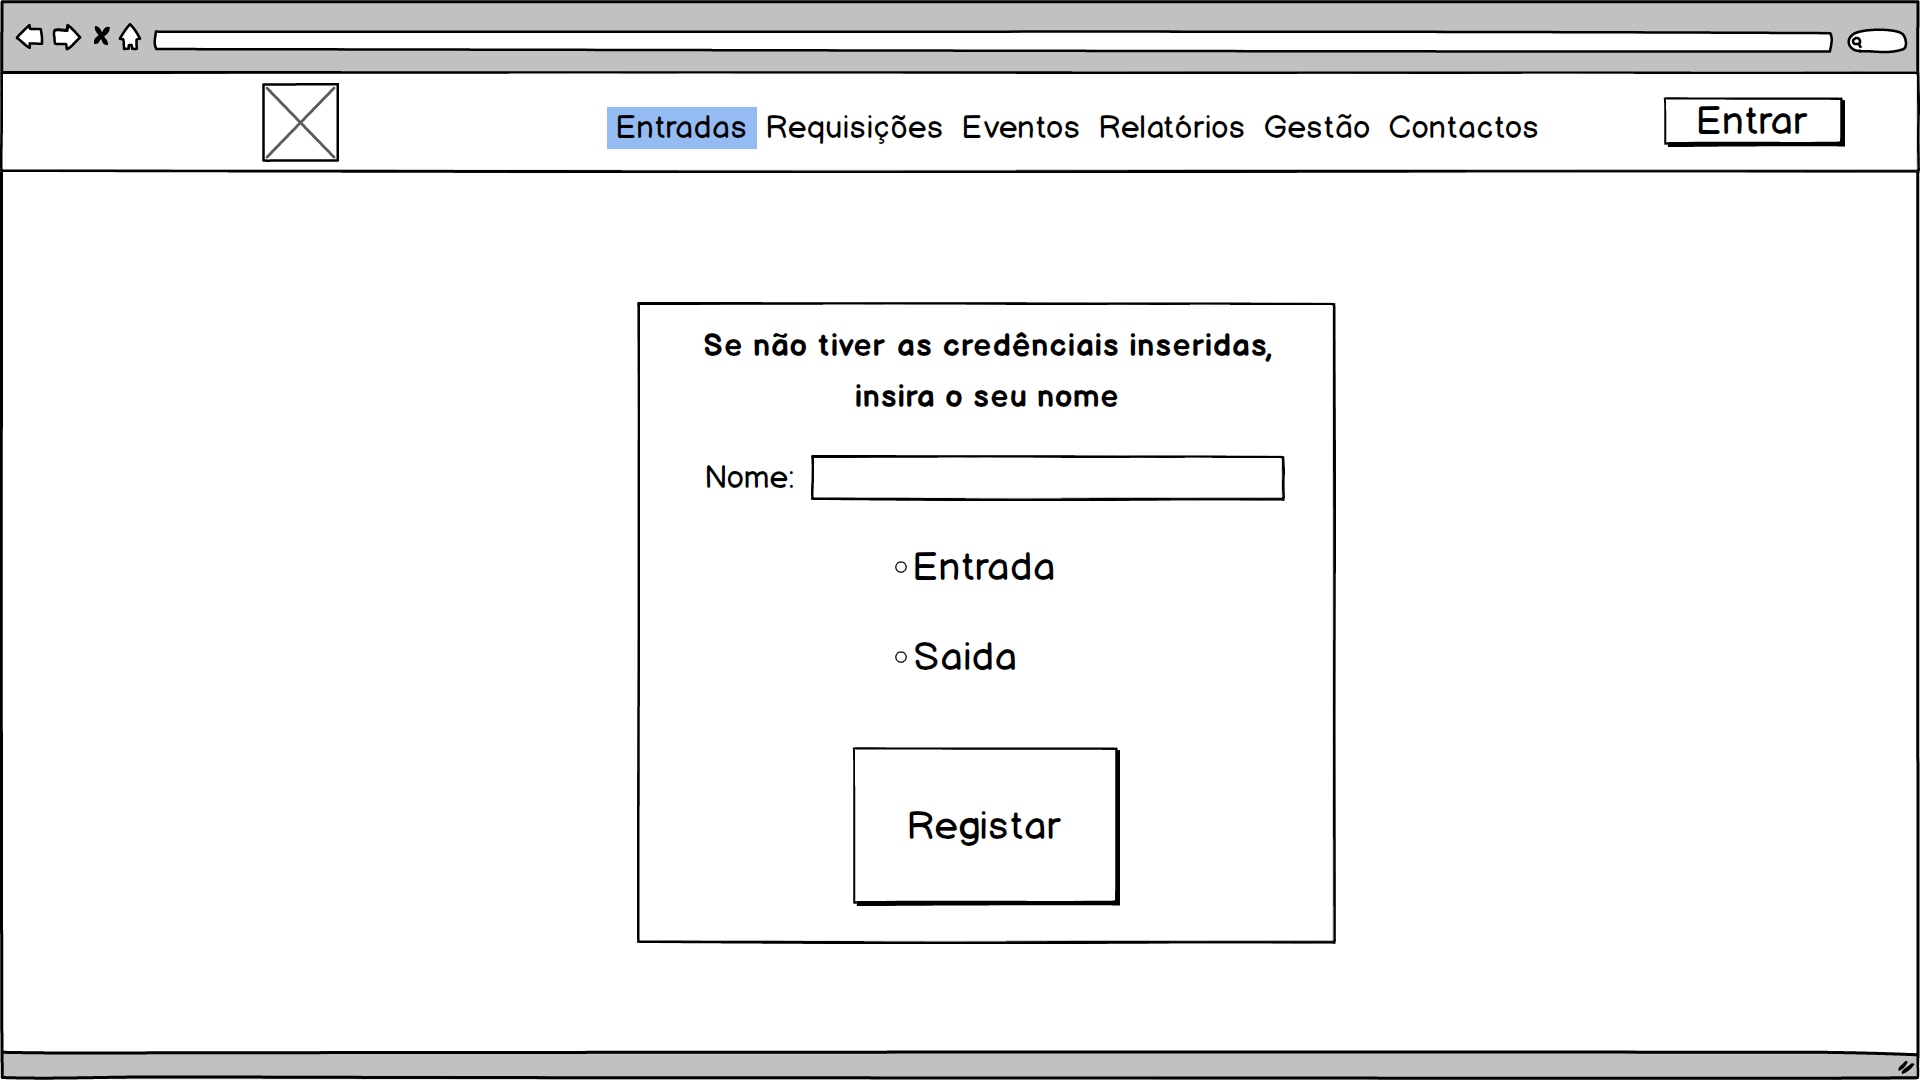 Entradas Requisições Eventos Relatórios Gestão Contactos Entrar
Se não tiver as credênciais inseridas,
insira o seu nome
Nome:
Entrada
Saida
Registar